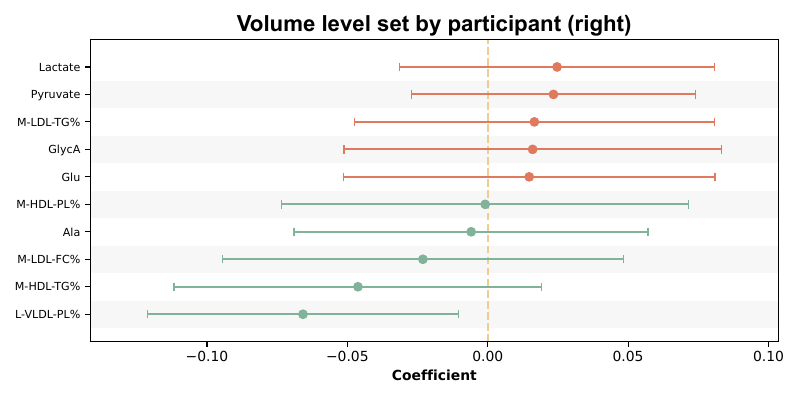 Volume level set by participant (right)
Lactate
Pyruvate
M-LDL-TG%
GlycA
Glu
M-HDL-PL%
Ala
M-LDL-FC%
M-HDL-TG%
L-VLDL-PL%
−0.10 −0.05 0.00 0.05 0.10
Coefficient